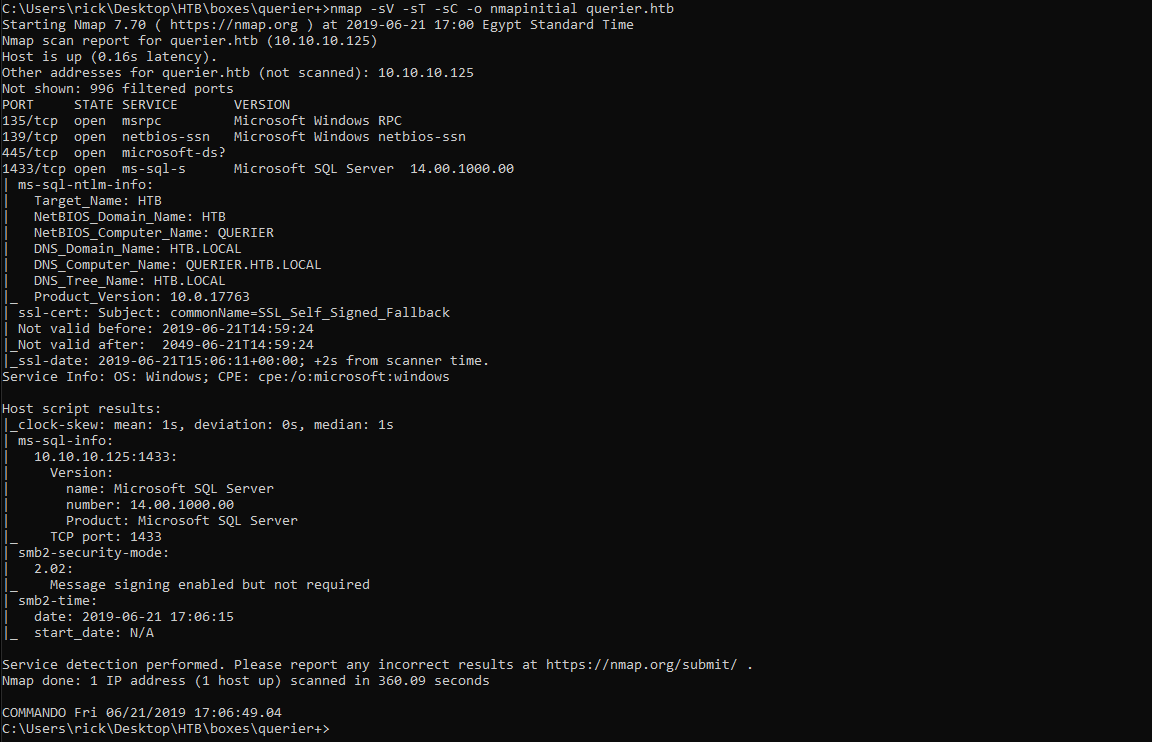 C:\Users\rick\Desktop\HTB\boxes\querier+>nmap -sV -sT -sC -o nmapinitial querier.htb
Starting Nmap 7.70 ( https://nmap.org ) at 2019-06-21 17:00 Egypt Standard Time
Nmap scan report for querier.htb (10.10.10.125)
Host is up (0.16s latency).
Other addresses for querier.htb (not scanned): 10.10.10.125
Not shown: 996 filtered ports
PORT     STATE SERVICE       VERSION
135/tcp  open  msrpc         Microsoft Windows RPC
139/tcp  open  netbios-ssn   Microsoft Windows netbios-ssn
445/tcp  open  microsoft-ds?
1433/tcp open  ms-sql-s      Microsoft SQL Server  14.00.1000.00
| ms-sql-ntlm-info:
|   Target_Name: HTB
|   NetBIOS_Domain_Name: HTB
|   NetBIOS_Computer_Name: QUERIER
|   DNS_Domain_Name: HTB.LOCAL
|   DNS_Computer_Name: QUERIER.HTB.LOCAL
|   DNS_Tree_Name: HTB.LOCAL
|_  Product_Version: 10.0.17763
| ssl-cert: Subject: commonName=SSL_Self_Signed_Fallback
| Not valid before: 2019-06-21T14:59:24
|_Not valid after:  2049-06-21T14:59:24
|_ssl-date: 2019-06-21T15:06:11+00:00; +2s from scanner time.
Service Info: OS: Windows; CPE: cpe:/o:microsoft:windows

Host script results:
|_clock-skew: mean: 1s, deviation: 0s, median: 1s
| ms-sql-info:
|   10.10.10.125:1433:
|     Version:
|       name: Microsoft SQL Server
|       number: 14.00.1000.00
|       Product: Microsoft SQL Server
|_    TCP port: 1433
| smb2-security-mode:
|   2.02:
|_    Message signing enabled but not required
| smb2-time:
|   date: 2019-06-21 17:06:15
|_  start_date: N/A

Service detection performed. Please report any incorrect results at https://nmap.org/submit/ .
Nmap done: 1 IP address (1 host up) scanned in 360.09 seconds

COMMANDO Fri 06/21/2019 17:06:49.04
C:\Users\rick\Desktop\HTB\boxes\querier+>